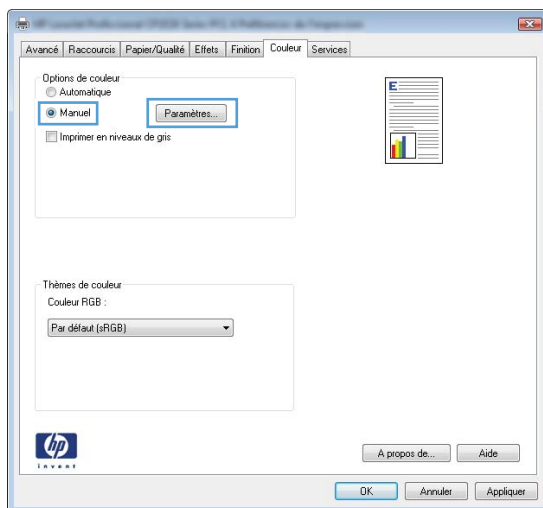 Avancé Raccourcis Papier/Qualité Effets Finition Couleur Services
Options de couleur
Automatique
Manuel Paramètres...
Imprimer en niveaux de gris
E
Thèmes de couleur
Couleur RGB :
Par défaut (sRGB)
hp
invent
A propos de... Aide
OK Annuler Appliquer